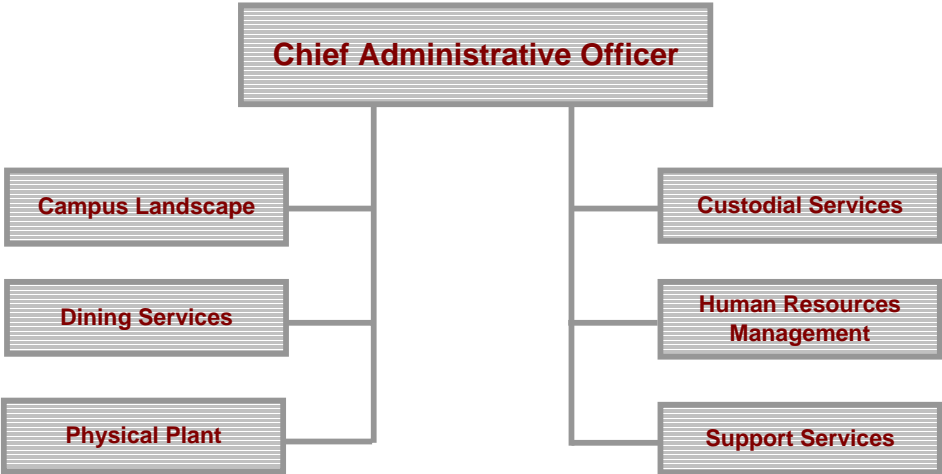 Chief Administrative Officer
Campus Landscape
Custodial Services
Dining Services
Human Resources
Management
Physical Plant
Support Services